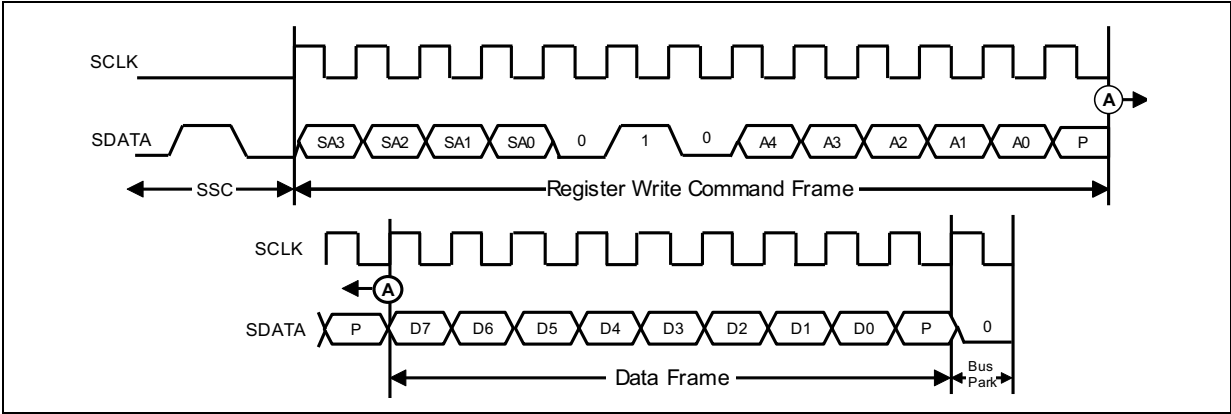 SCLK
A
SDATA SA3 SA2 SA1 SA0 0 1 0 A4 A3 A2 A1 A0 P
SSC Register Write Command Frame
SCLK
A
SDATA P D7 D6 D5 D4 D3 D2 D1 D0 P 0
Data Frame Bus
Park